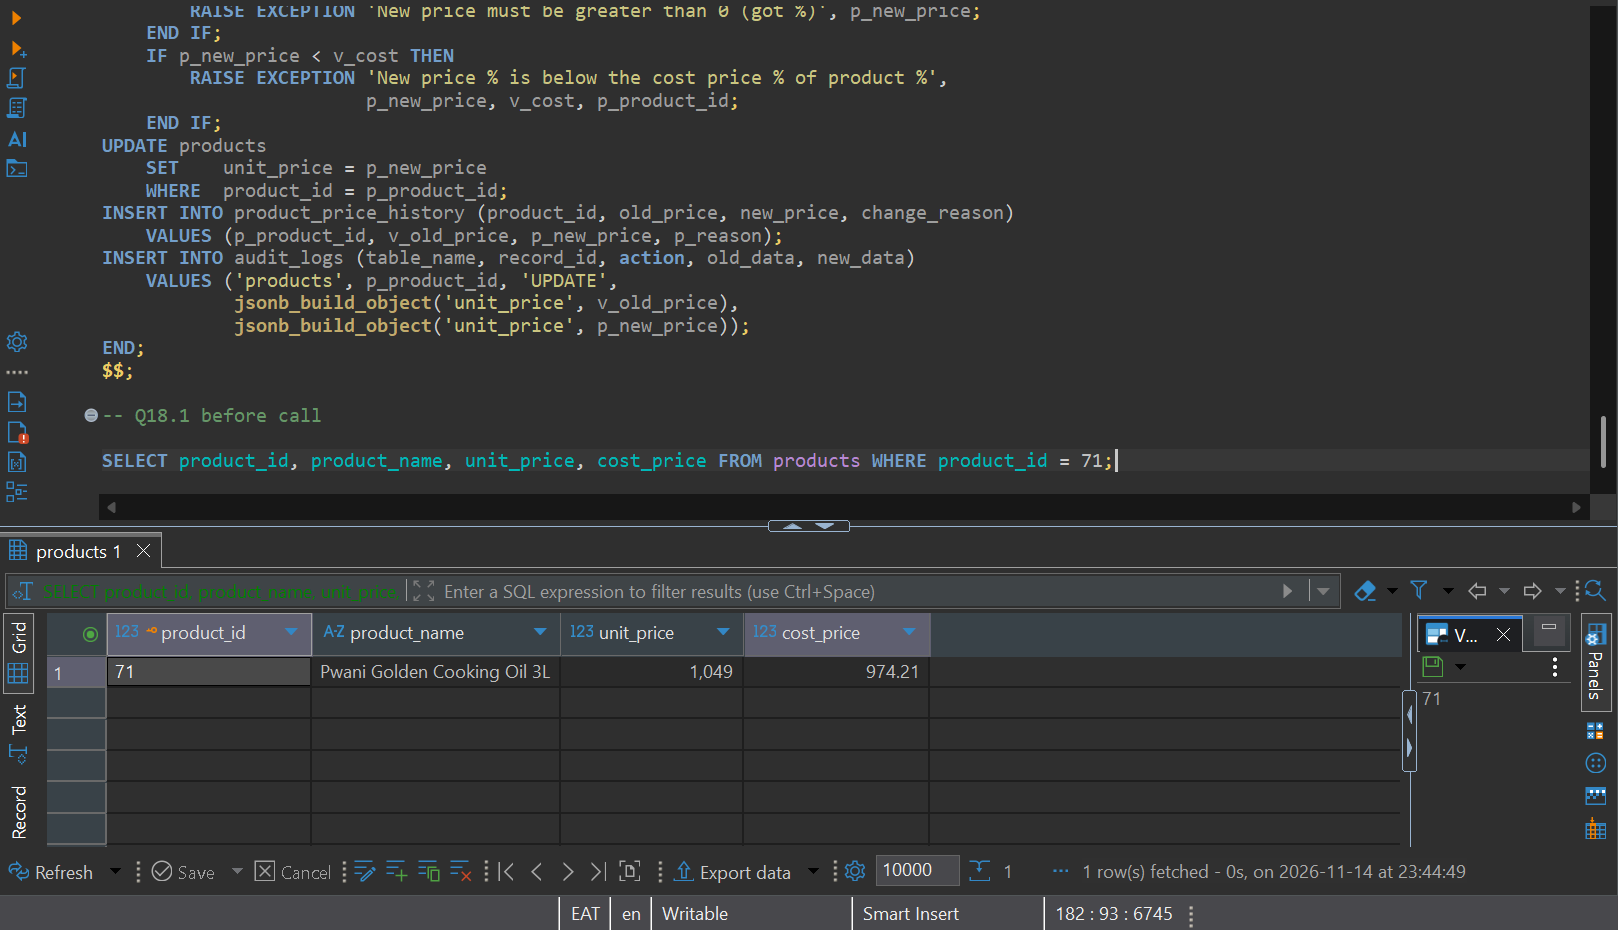 RAISE EXCEPTION 'New price must be greater than 0 (got %)', p_new_price;
END IF;
IF p_new_price < v_cost THEN
RAISE EXCEPTION 'New price % is below the cost price % of product %',
p_new_price, v_cost, p_product_id;
END IF;
UPDATE products
SET unit_price = p_new_price
WHERE product_id = p_product_id;
INSERT INTO product_price_history (product_id, old_price, new_price, change_reason)
VALUES (p_product_id, v_old_price, p_new_price, p_reason);
INSERT INTO audit_logs (table_name, record_id, action, old_data, new_data)
VALUES ('products', p_product_id, 'UPDATE',
jsonb_build_object('unit_price', v_old_price),
jsonb_build_object('unit_price', p_new_price));
END;
$$;
-- Q18.1 before call
SELECT product_id, product_name, unit_price, cost_price FROM products WHERE product_id = 71;
AI
products 1
SELECT product_id, product_name, unit_price, Enter a SQL expression to filter results (use Ctrl+Space)
Grid
Text
Record
123 product_id A-Z product_name 123 unit_price 123 cost_price
1 71 Pwani Golden Cooking Oil 3L 1,049 974.21
V...
71
Panels
Refresh Save Cancel Export data 10000 1 ... 1 row(s) fetched - 0s, on 2026-11-14 at 23:44:49
EAT en Writable Smart Insert 182 : 93 : 6745